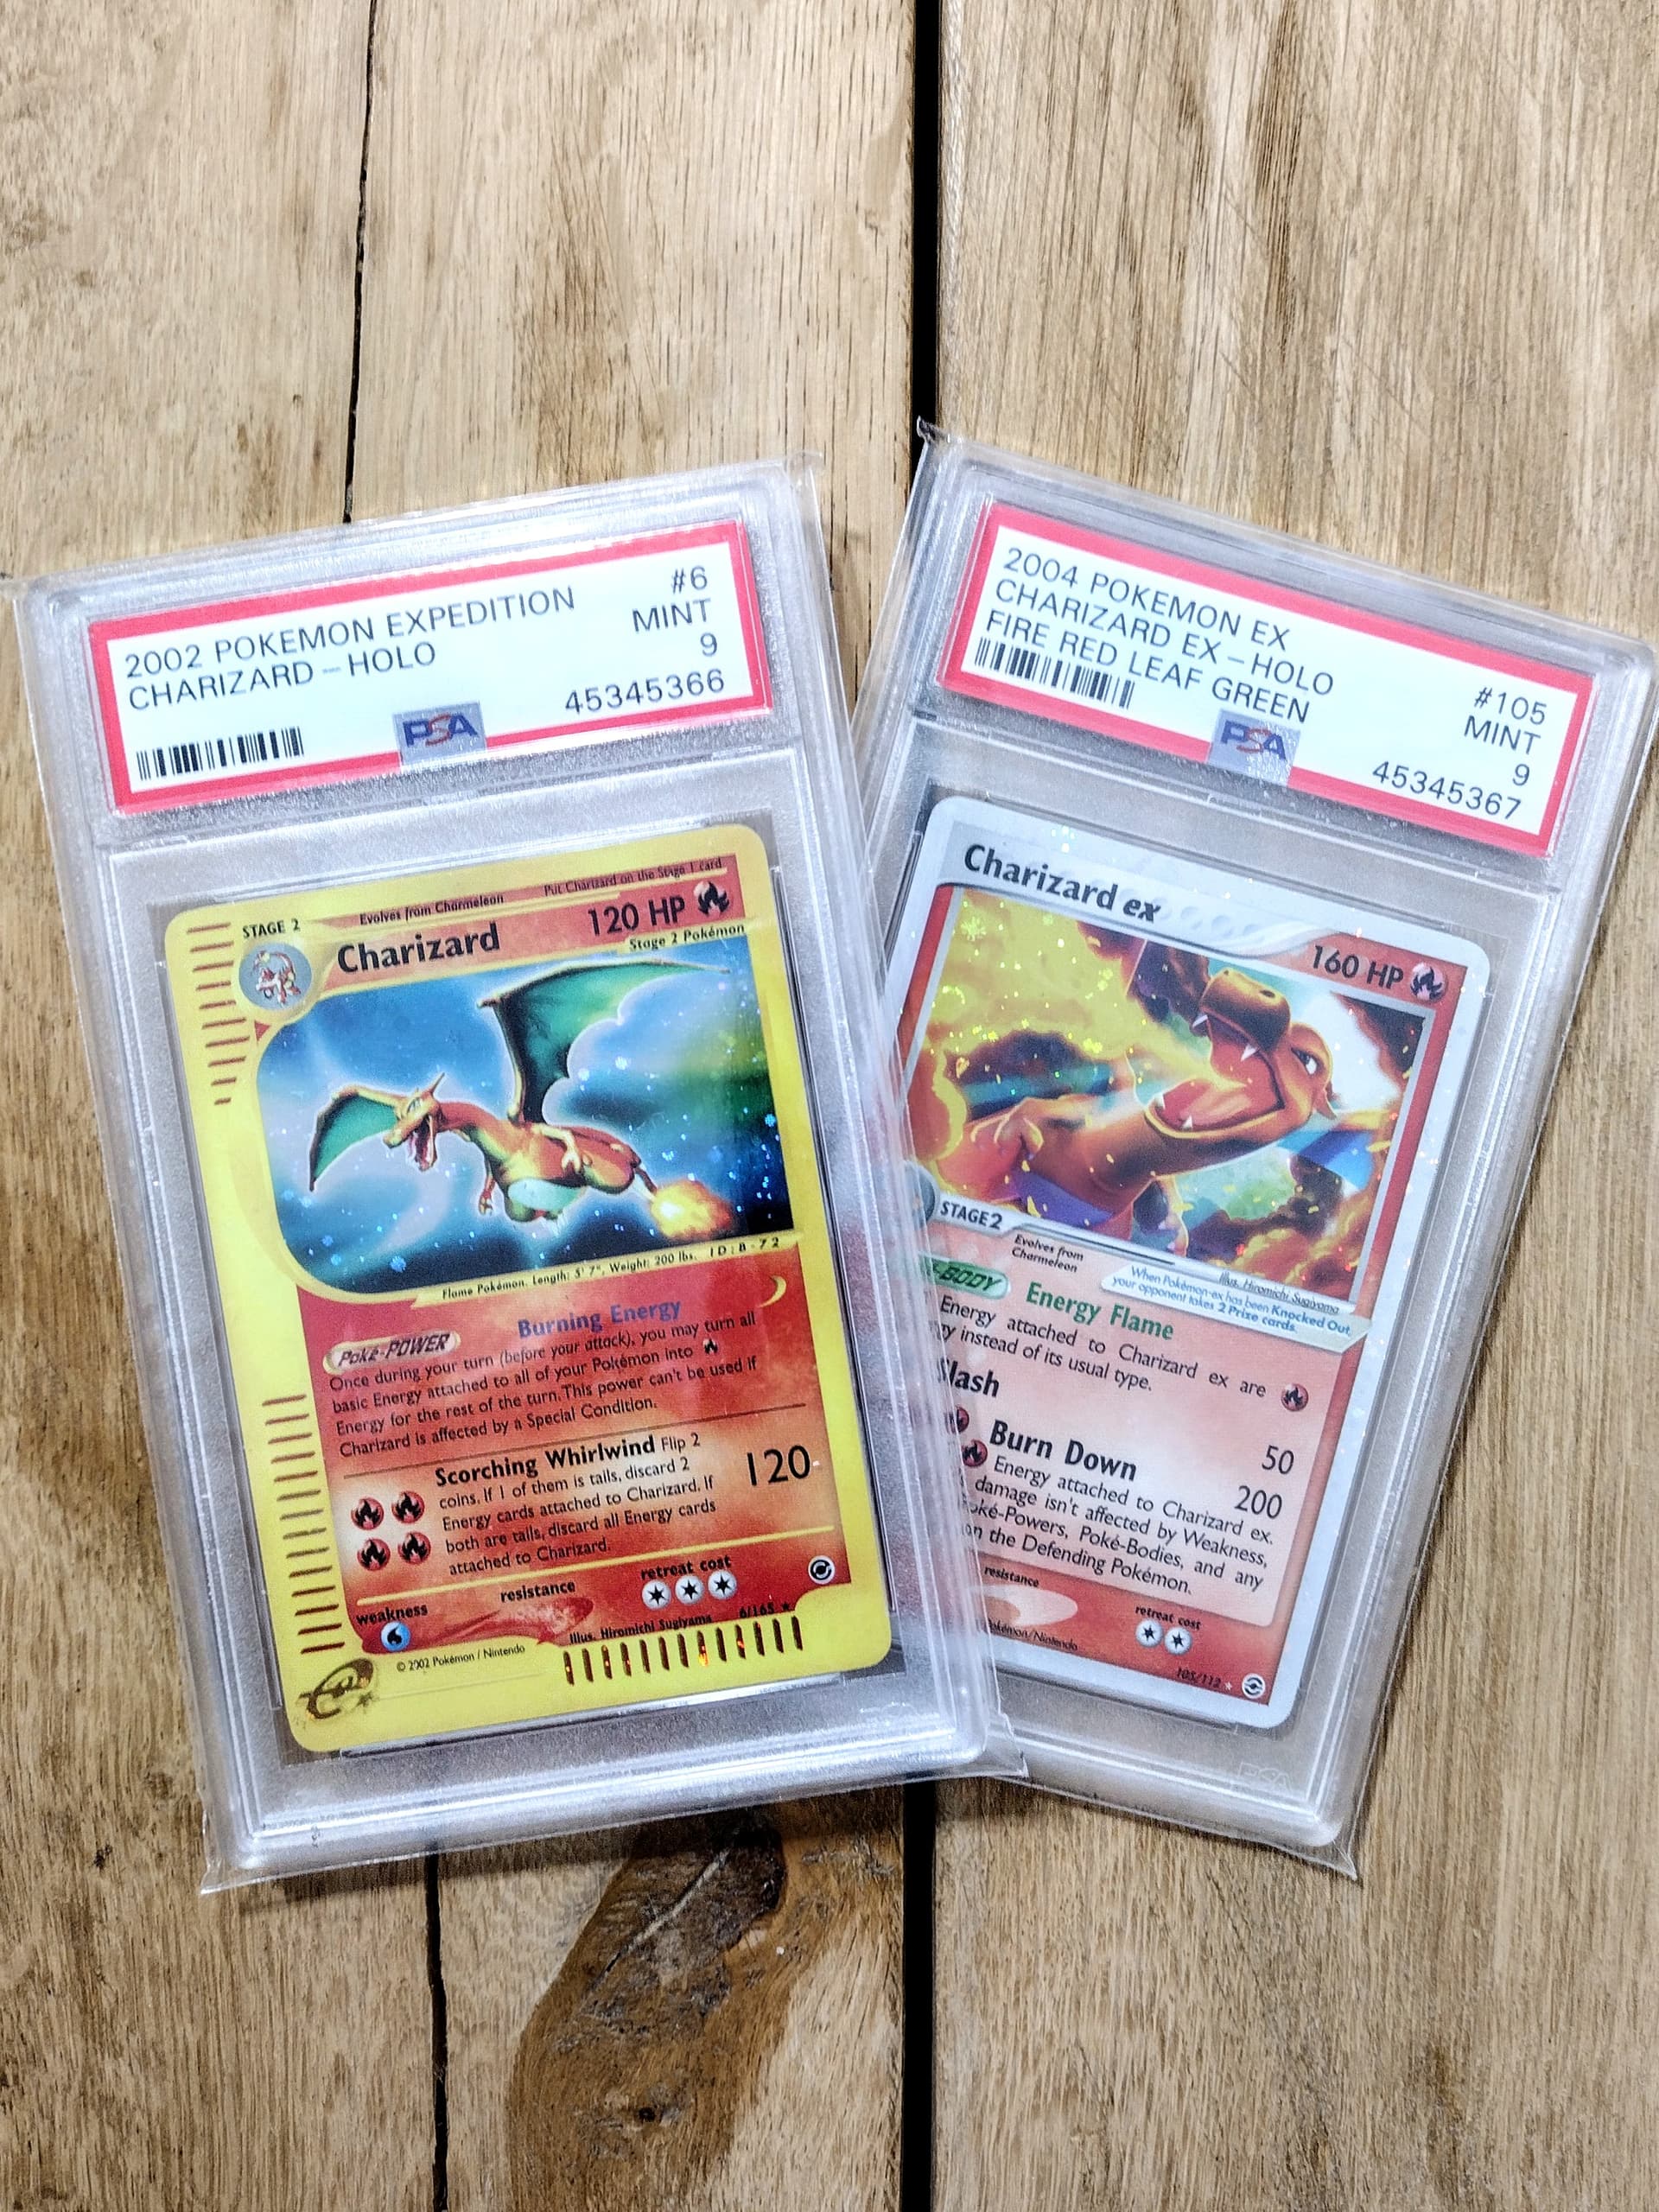 2002 POKEMON EXPEDITION #6
CHARIZARD - HOLO MINT
9
45345366
PSA
Put Charizard on the Stage 1 card
Evolves from Charmeleon
STAGE 2
Charizard 120 HP
Stage 2 Pokémon
Flame Pokémon. Length: 5' 7", Weight: 200 lbs. ID:B-72
Poké-POWER Burning Energy
Once during your turn (before your attack), you may turn all
basic Energy attached to all of your Pokémon into
Energy for the rest of the turn. This power can't be used if
Charizard is affected by a Special Condition.
Scorching Whirlwind Flip 2
coins. If 1 of them is tails, discard 2
Energy cards attached to Charizard. If
both are tails, discard all Energy cards
attached to Charizard.
120
weakness resistance retreat cost
Illus. Hiromichi Sugiyama 6/165
© 2002 Pokémon / Nintendo
2004 POKEMON EX #105
CHARIZARD EX - HOLO MINT
FIRE RED LEAF GREEN 9
45345367
PSA
Charizard ex
160 HP
STAGE 2
Evolves from
Charmeleon
Illus. Hiromichi Sugiyama
When Pokémon-ex has been Knocked Out,
your opponent takes 2 Prize cards.
BODY Energy Flame
Energy attached to Charizard ex are
instead of its usual type.
Slash 50
Burn Down 200
Energy attached to Charizard ex.
damage isn't affected by Weakness,
Poké-Powers, Poké-Bodies, and any
on the Defending Pokémon.
resistance retreat cost
Pokémon/Nintendo
105/112